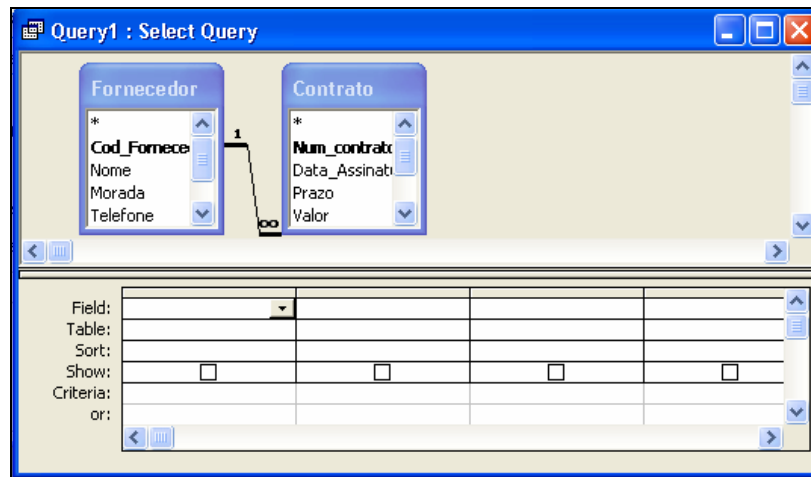 Query1 : Select Query
Fornecedor
*
Cod_Fornece
Nome
Morada
Telefone
1
∞
Contrato
*
Num_contrato
Data_Assinatu
Prazo
Valor
Field:
Table:
Sort:
Show:
Criteria:
or: